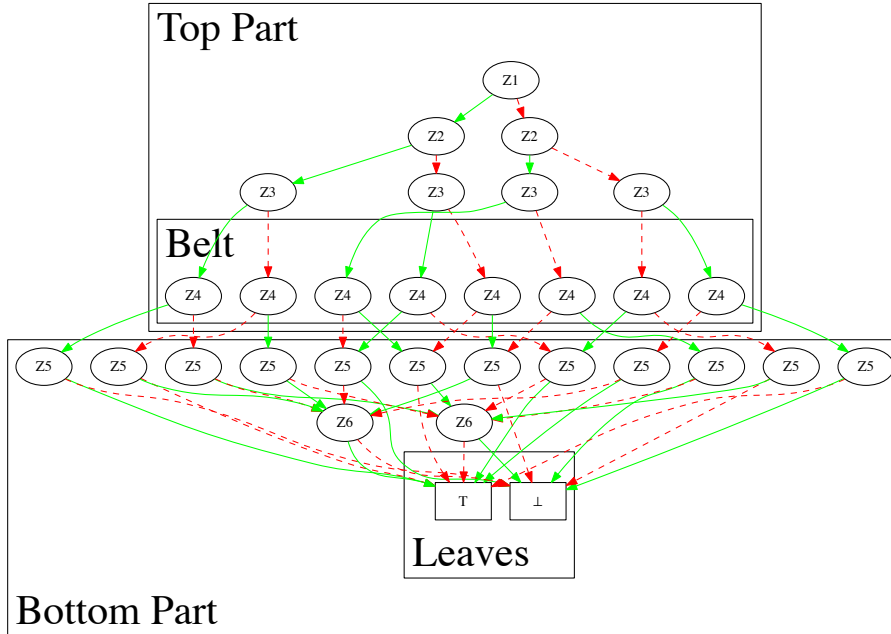 Top Part
Z1
Z2 Z2
Z3 Z3 Z3 Z3
Belt
Z4 Z4 Z4 Z4 Z4 Z4 Z4 Z4
Z5 Z5 Z5 Z5 Z5 Z5 Z5 Z5 Z5 Z5 Z5 Z5
Z6 Z6
T ⊥
Leaves
Bottom Part